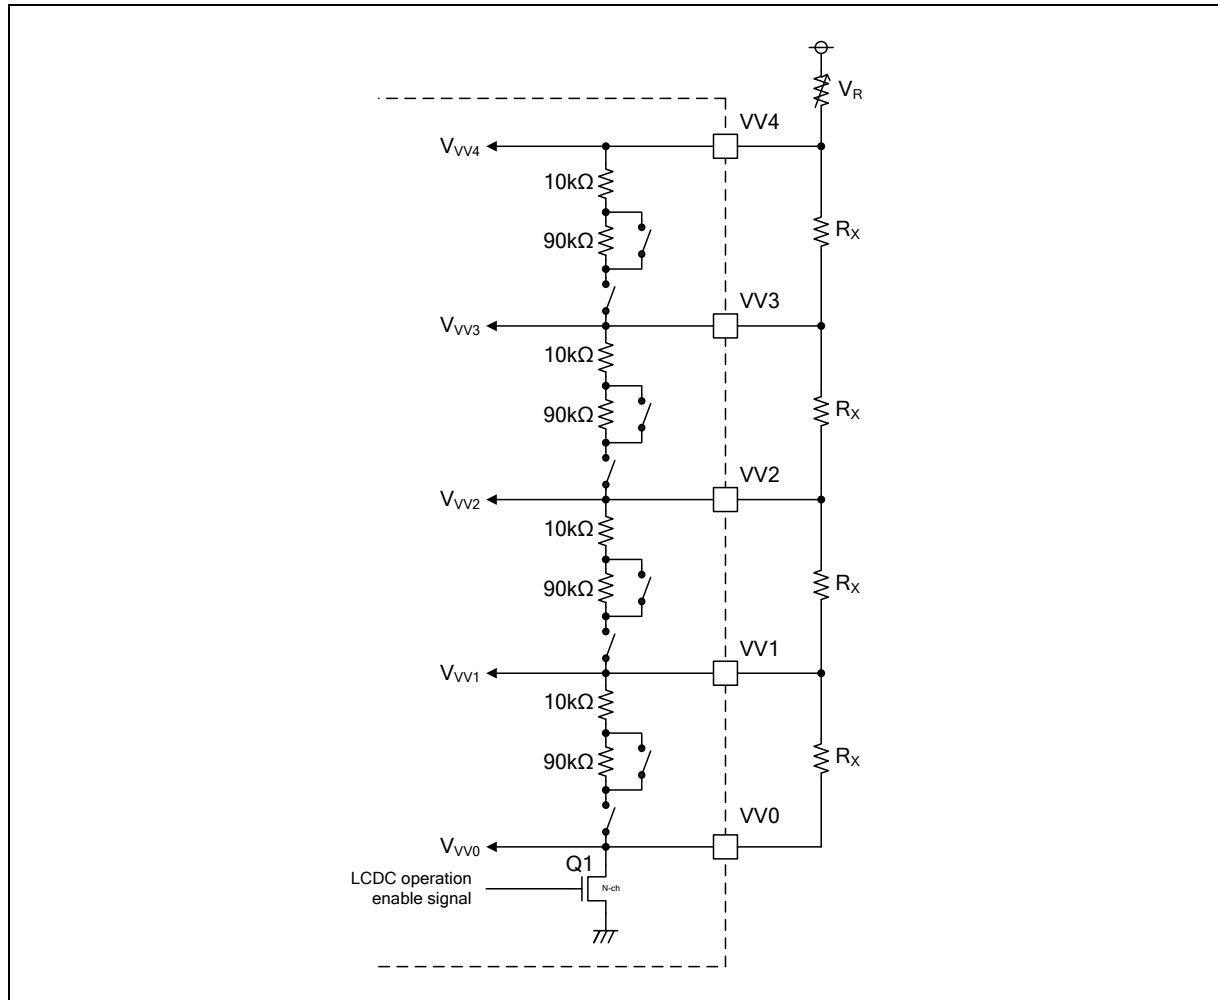 V_R
VV4
V_VV4
10kΩ
R_X
90kΩ
VV3
V_VV3
10kΩ
R_X
90kΩ
VV2
V_VV2
10kΩ
R_X
90kΩ
VV1
V_VV1
10kΩ
R_X
90kΩ
VV0
V_VV0
Q1
LCDC operation
enable signal
N-ch